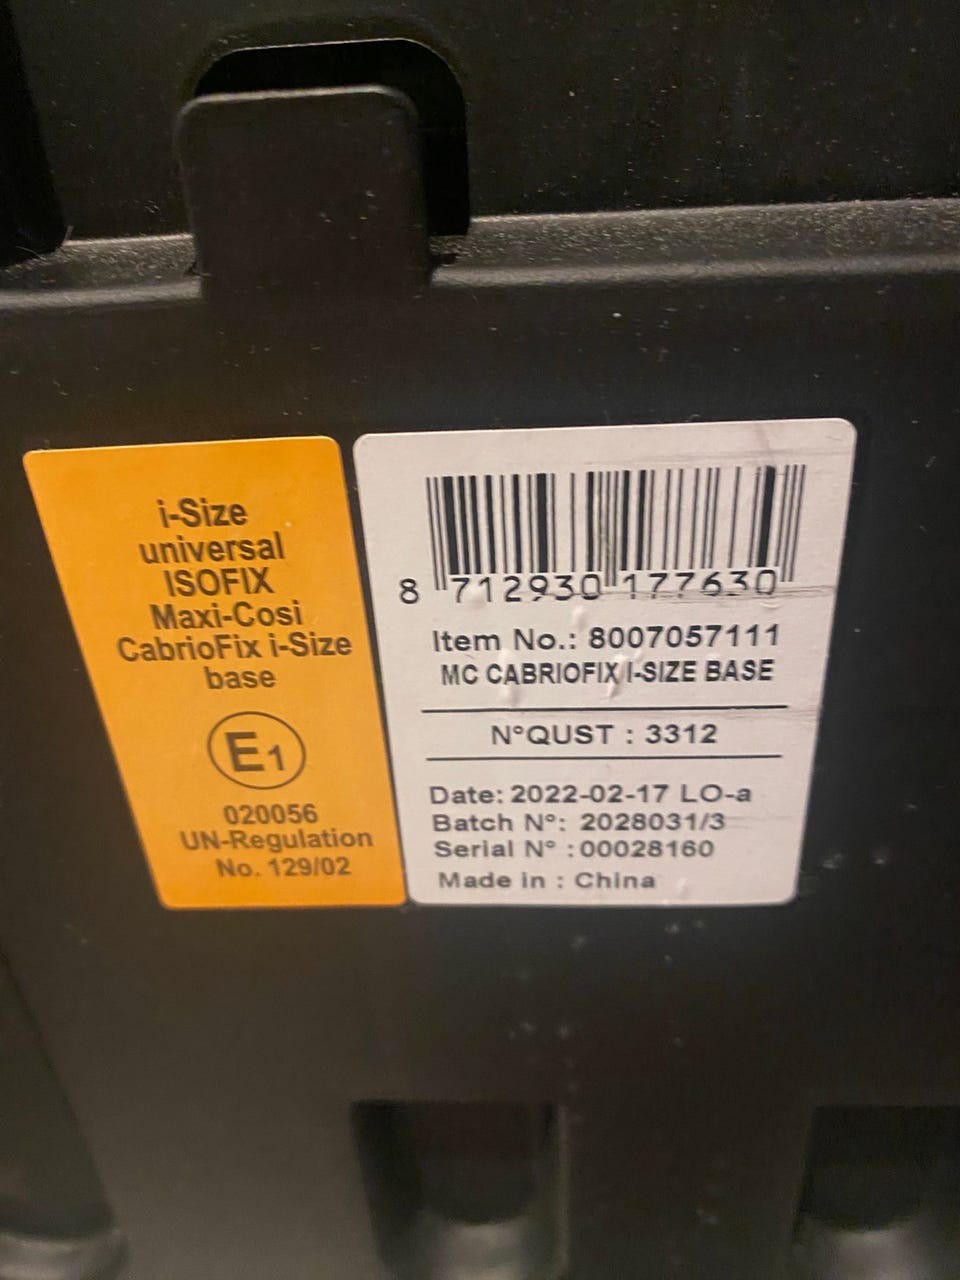 i-Size
universal
ISOFIX
Maxi-Cosi
CabrioFix i-Size
base
E1
020056
UN-Regulation
No. 129/02
8 712930 177630
Item No.: 8007057111
MC CABRIOFIX I-SIZE BASE
N°QUST : 3312
Date: 2022-02-17 LO-a
Batch N°: 2028031/3
Serial N° :00028160
Made in : China